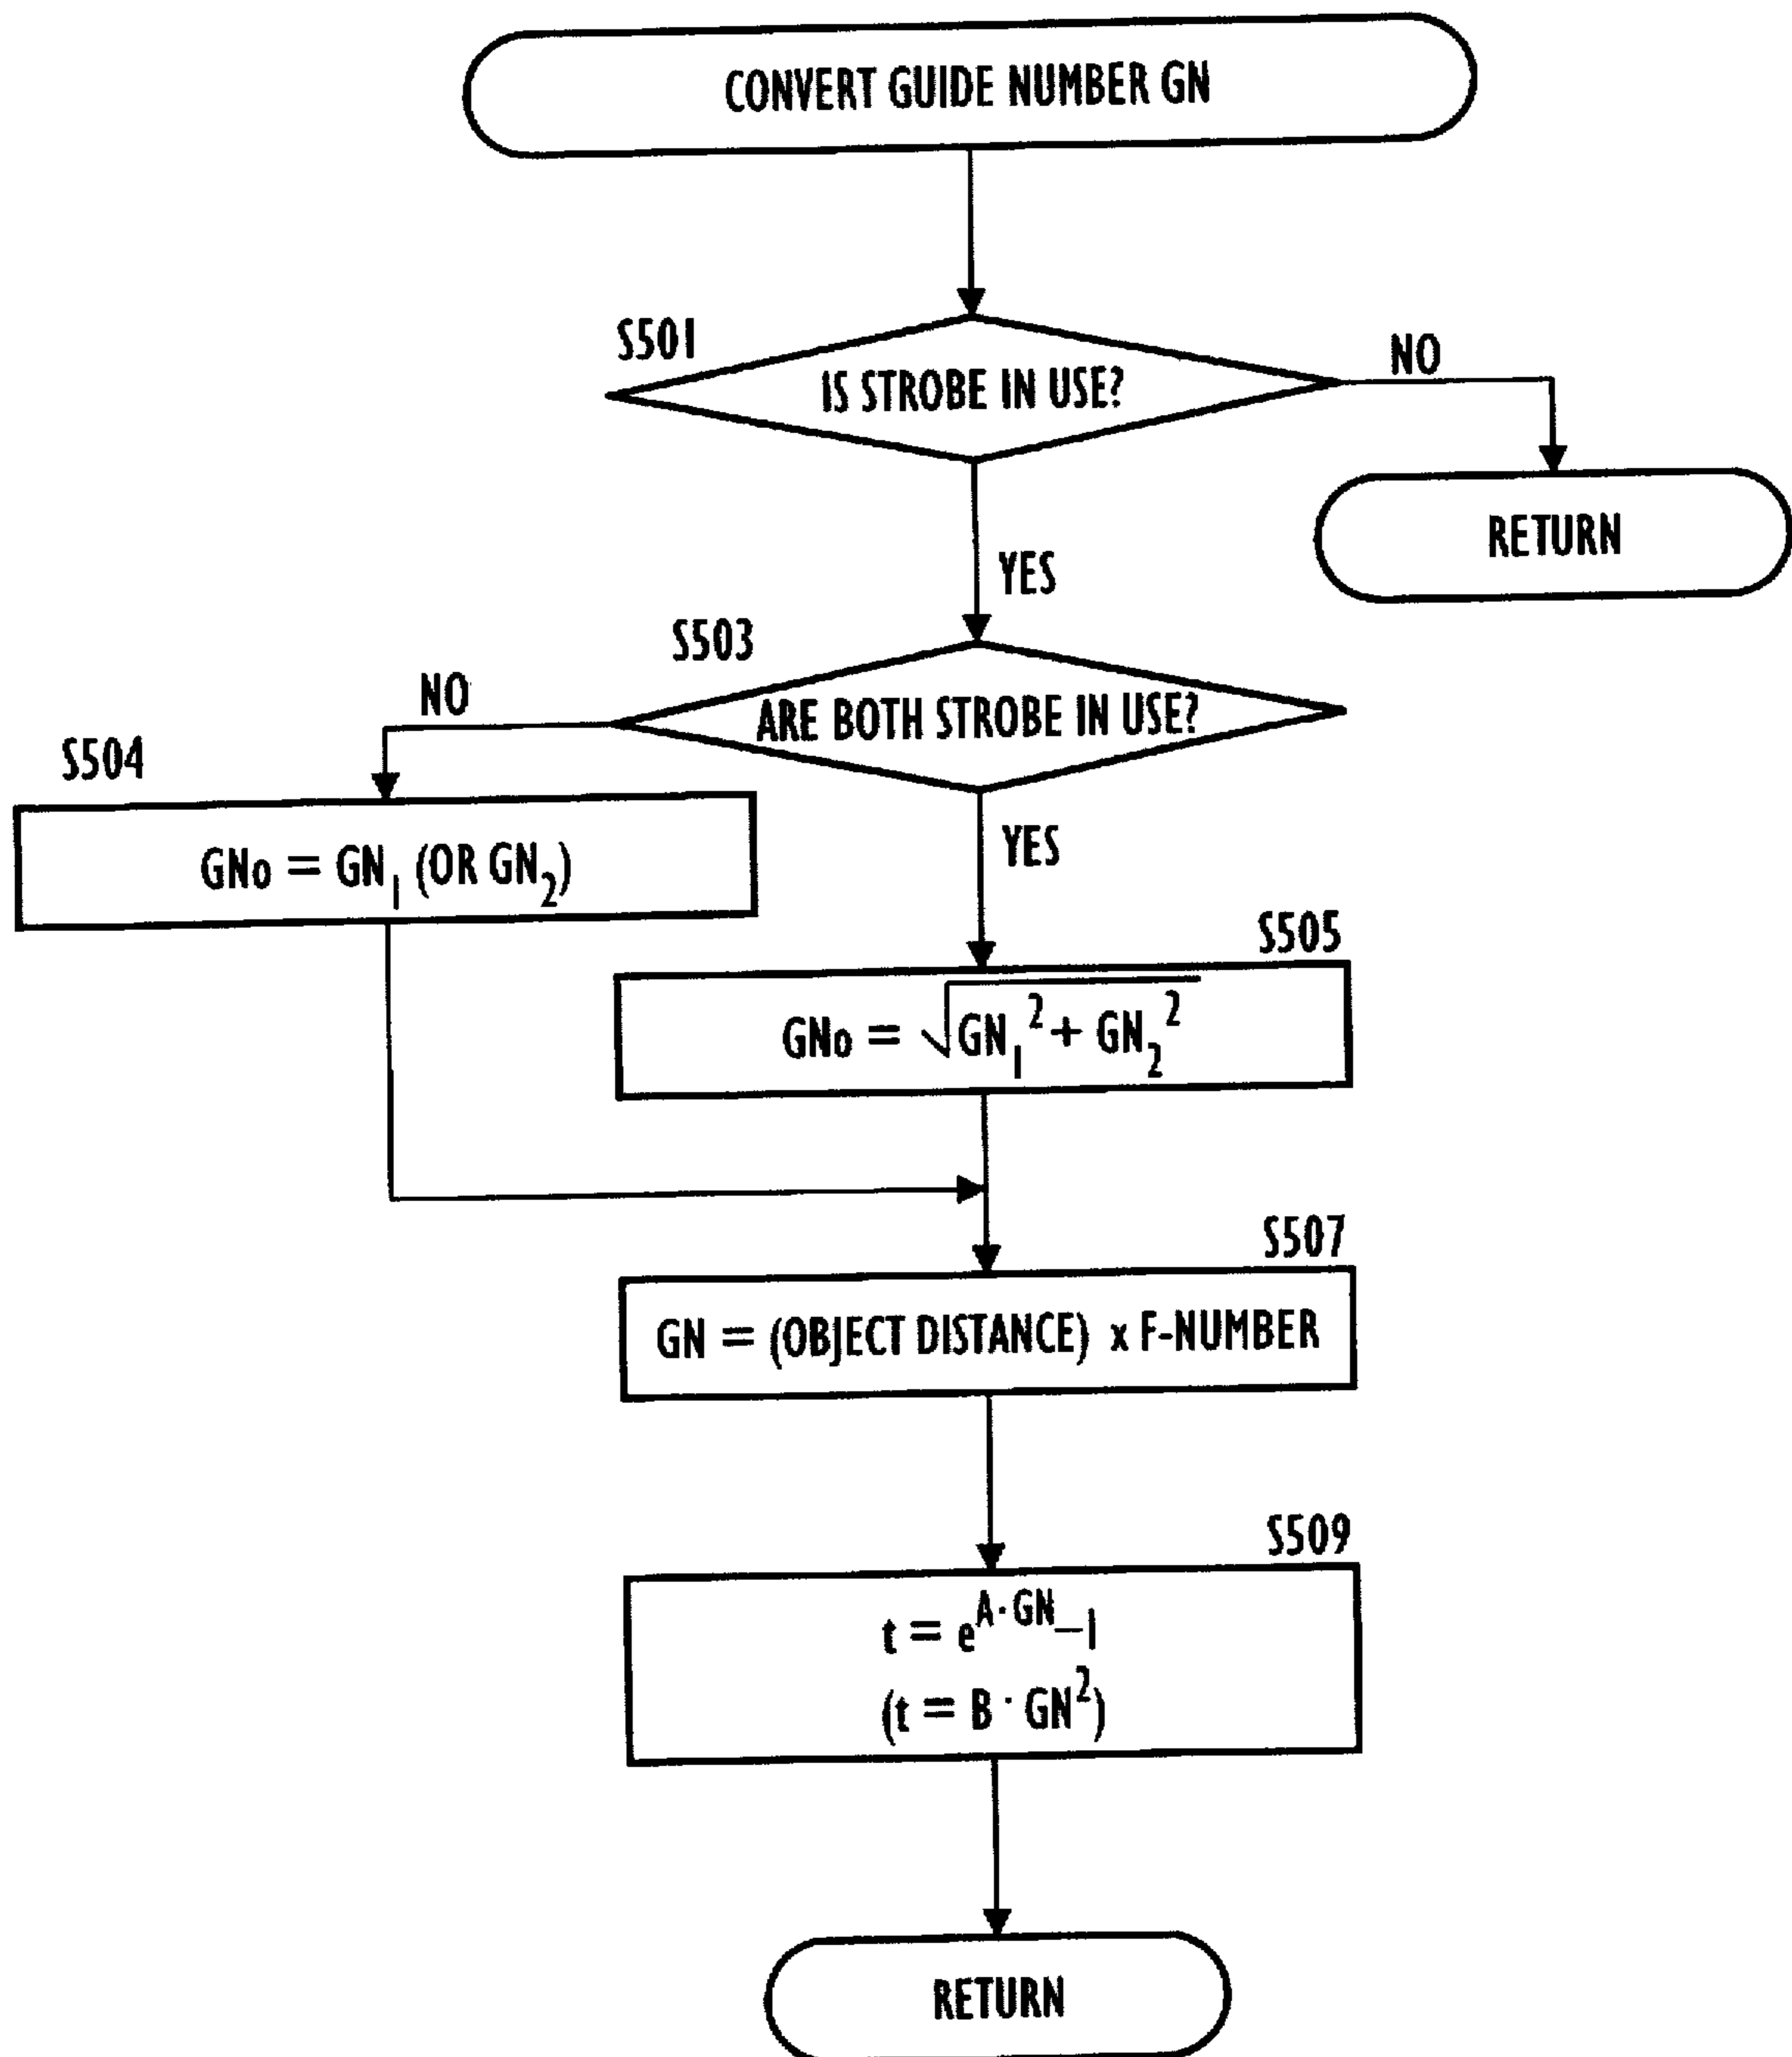 CONVERT GUIDE NUMBER GN
S501
IS STROBE IN USE?
NO
RETURN
YES
S503
ARE BOTH STROBE IN USE?
NO
S504
GNo = GN₁ (OR GN₂)
YES
S505
GNo = √(GN₁² + GN₂²)
S507
GN = (OBJECT DISTANCE) x F-NUMBER
S509
t = e^A·GN − 1
(t = B · GN²)
RETURN